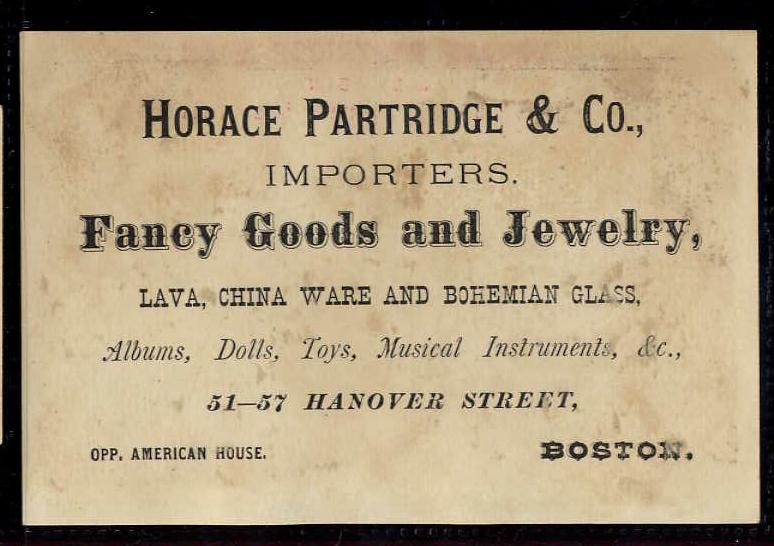 HORACE PARTRIDGE & CO.,
IMPORTERS.
Fancy Goods and Jewelry,
LAVA, CHINA WARE AND BOHEMIAN GLASS,
Albums, Dolls, Toys, Musical Instruments, &c.,
51–57 HANOVER STREET,
OPP. AMERICAN HOUSE.
BOSTON.